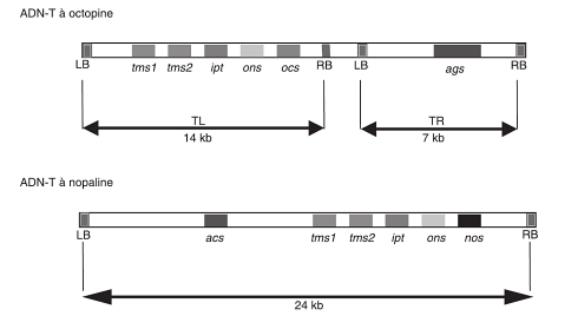 ADN-T à octopine
LB tms1 tms2 ipt ons ocs RB LB ags RB
TL TR
14 kb 7 kb
ADN-T à nopaline
LB acs tms1 tms2 ipt ons nos RB
24 kb